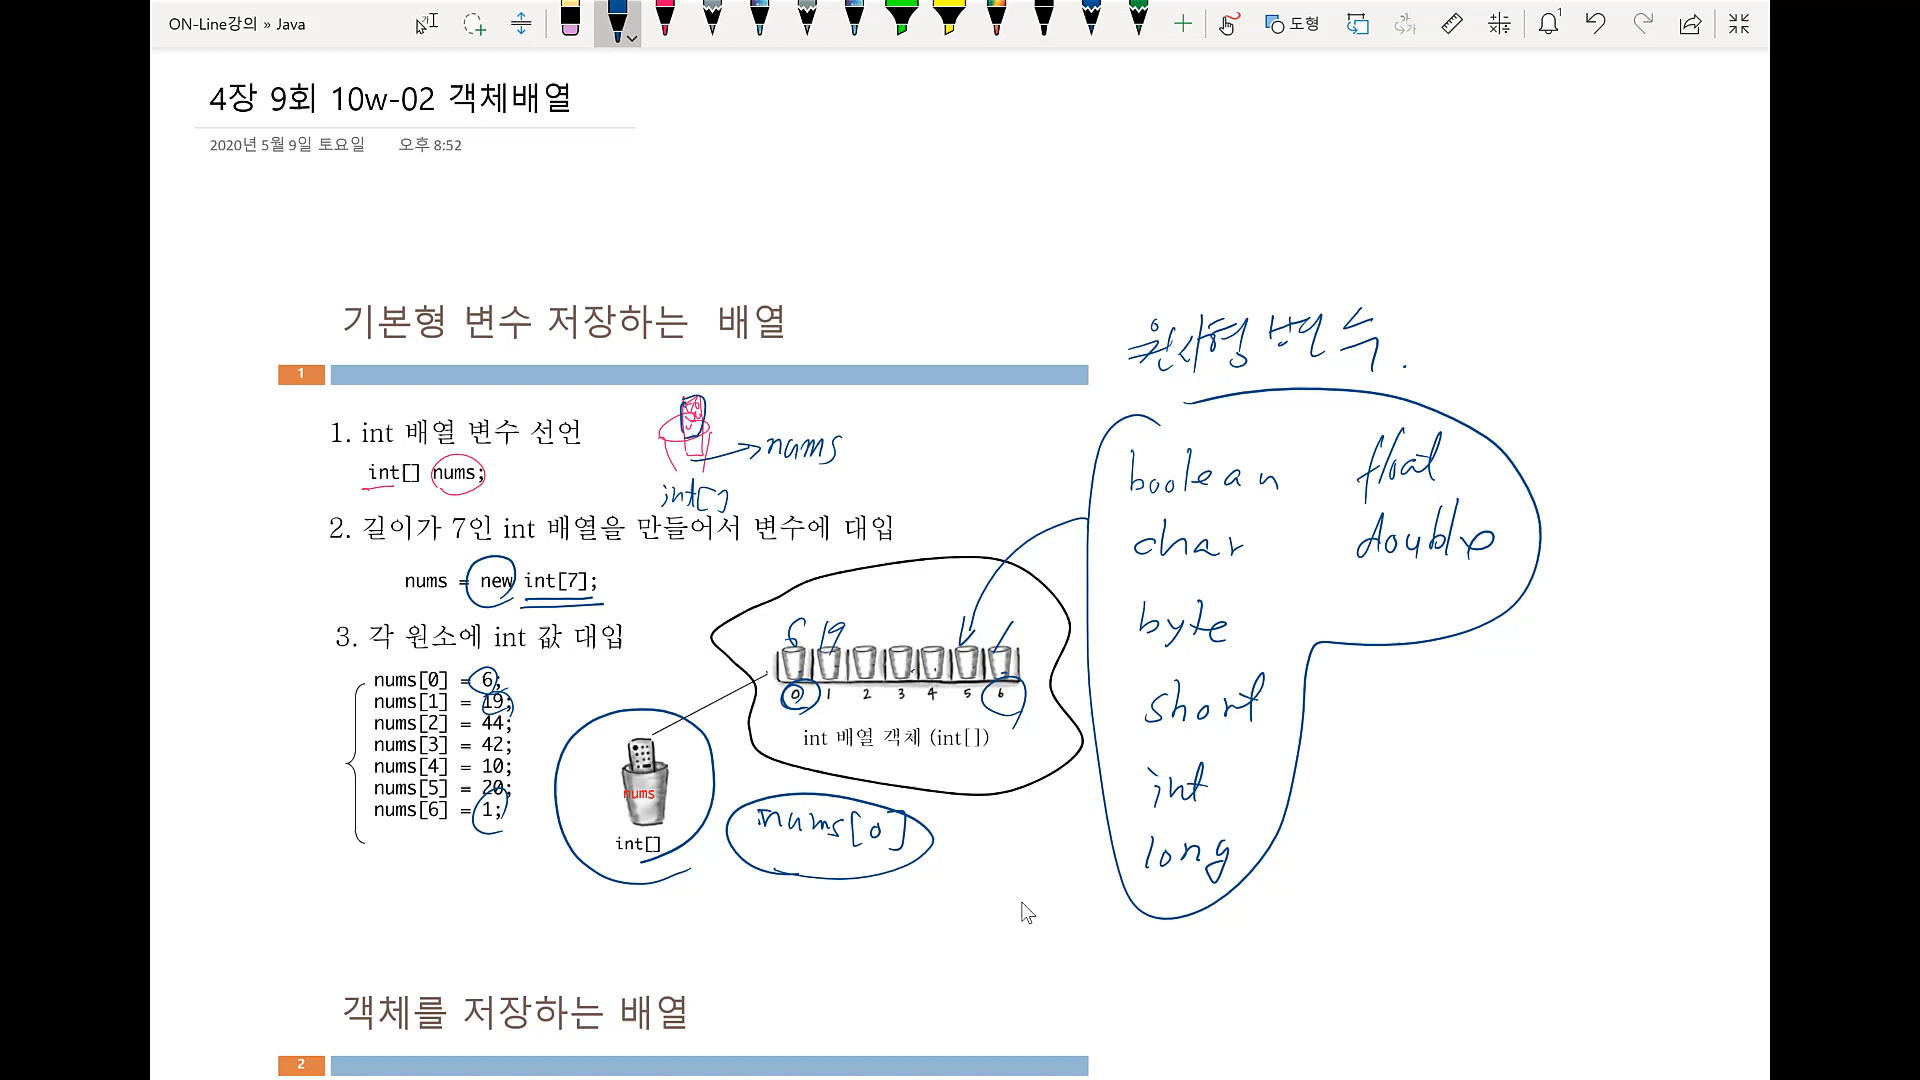 ON-Line강의 » Java
도형
4장 9회 10w-02 객체배열
2020년 5월 9일 토요일 오후 8:52
기본형 변수 저장하는 배열
1
원시형 변수.
1. int 배열 변수 선언
int[] nums;
nums
int[]
2. 길이가 7인 int 배열을 만들어서 변수에 대입
nums = new int[7];
3. 각 원소에 int 값 대입
nums[0] = 6;
nums[1] = 19;
nums[2] = 44;
nums[3] = 42;
nums[4] = 10;
nums[5] = 20;
nums[6] = 1;
6 19 1
0 1 2 3 4 5 6
int 배열 객체 (int[])
nums
int[]
nums[0]
boolean float
char double
byte
short
int
long
객체를 저장하는 배열
2